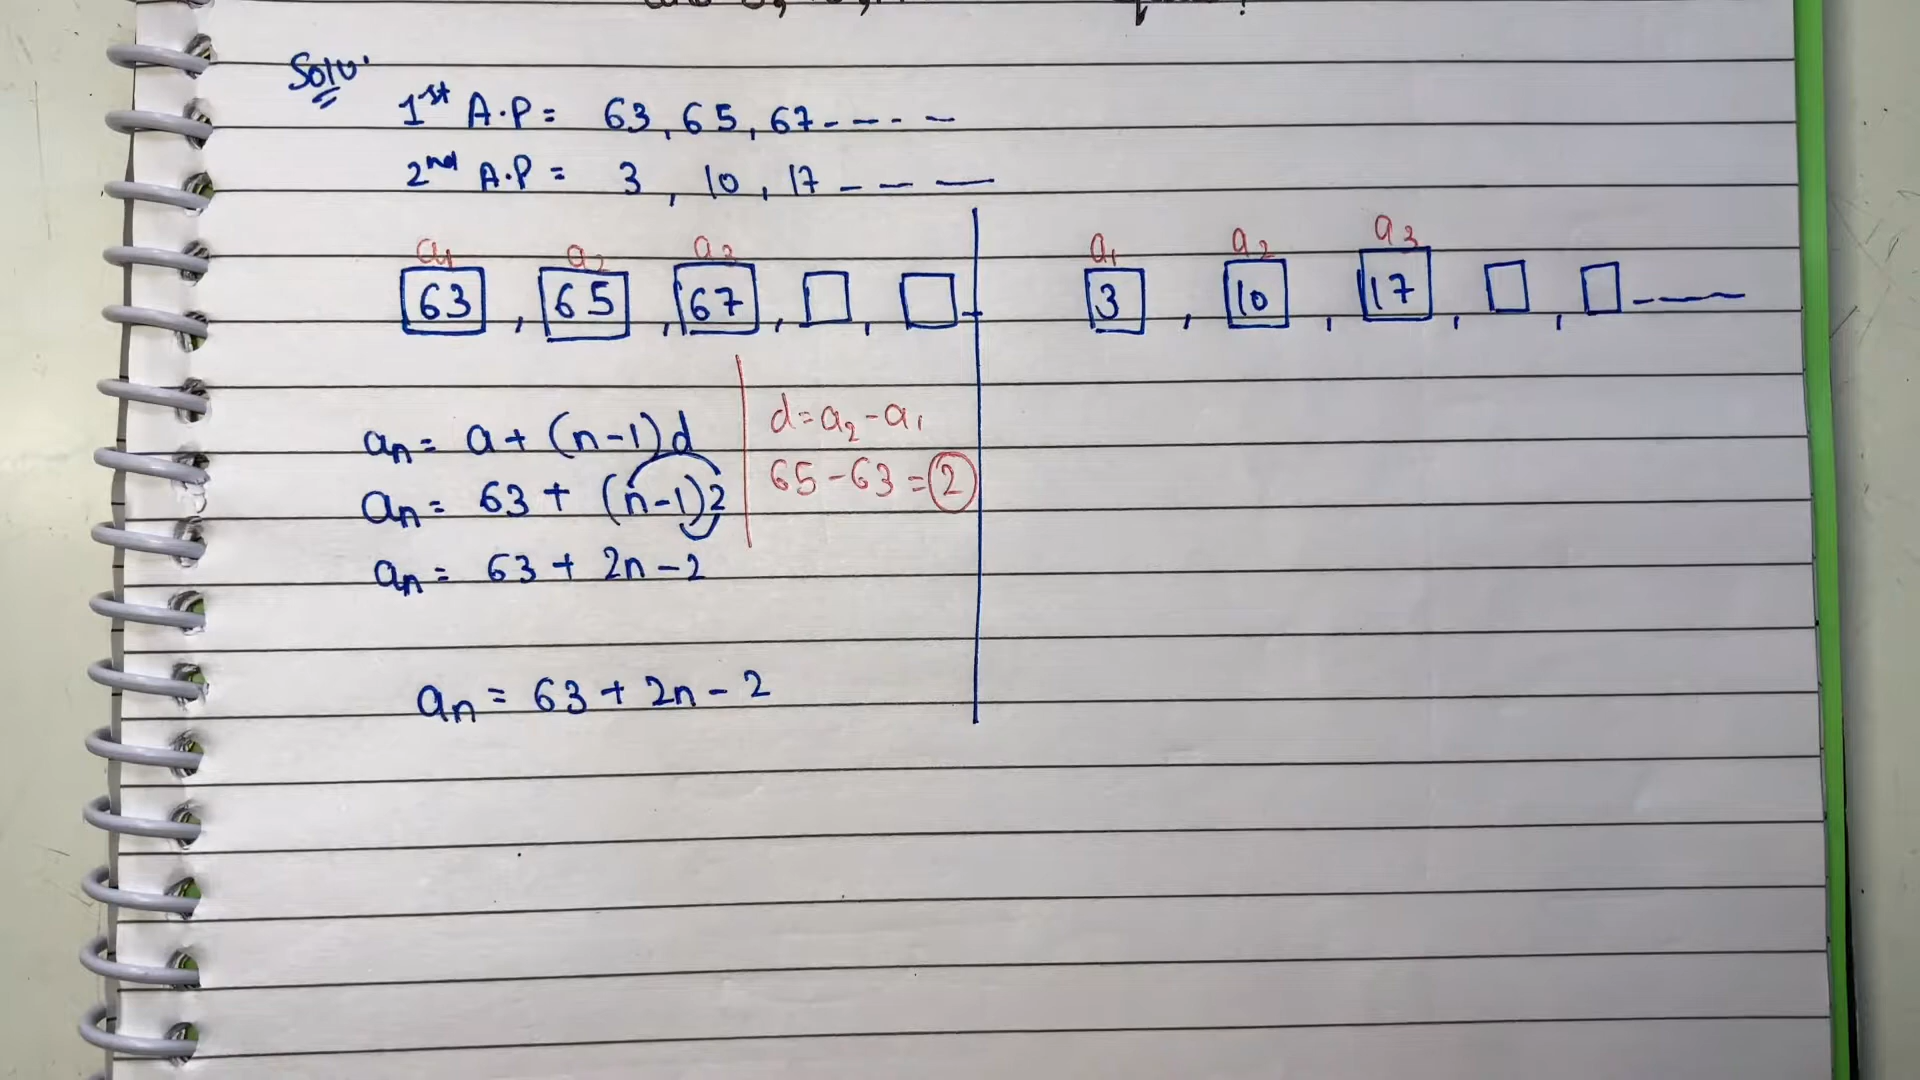 Solu.
1st A.P = 63, 65, 67 - - - -
2nd A.P = 3, 10, 17 - - -
a1 a2 a3
63, 65, 67, □, □ -
an = a + (n-1)d
an = 63 + (n-1)2
an = 63 + 2n - 2
d = a2 - a1
65 - 63 = 2
an = 63 + 2n - 2
a1 a2 a3
3, 10, 17, □, □ - - -